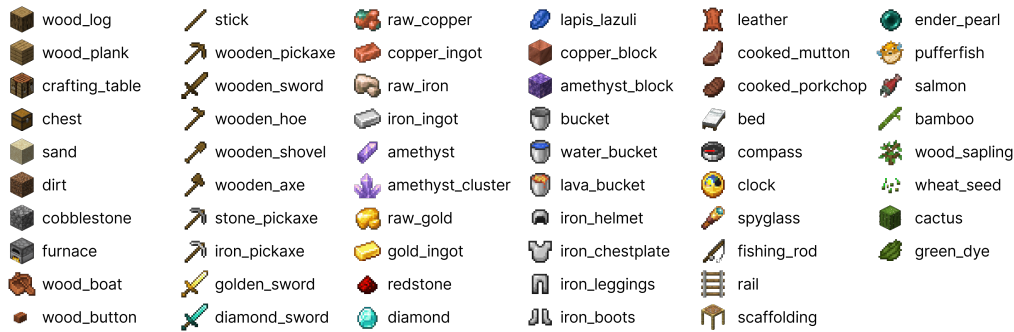 wood_log
wood_plank
crafting_table
chest
sand
dirt
cobblestone
furnace
wood_boat
wood_button
stick
wooden_pickaxe
wooden_sword
wooden_hoe
wooden_shovel
wooden_axe
stone_pickaxe
iron_pickaxe
golden_sword
diamond_sword
raw_copper
copper_ingot
raw_iron
iron_ingot
amethyst
amethyst_cluster
raw_gold
gold_ingot
redstone
diamond
lapis_lazuli
copper_block
amethyst_block
bucket
water_bucket
lava_bucket
iron_helmet
iron_chestplate
iron_leggings
iron_boots
leather
cooked_mutton
cooked_porkchop
bed
compass
clock
spyglass
fishing_rod
rail
scaffolding
ender_pearl
pufferfish
salmon
bamboo
wood_sapling
wheat_seed
cactus
green_dye